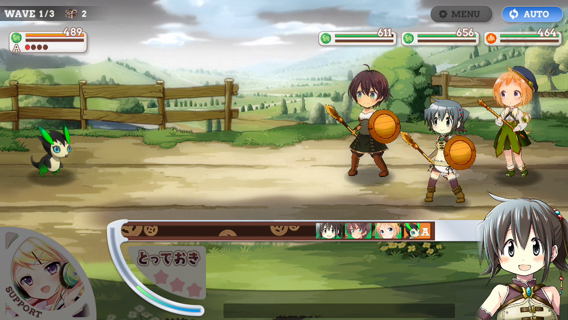 WAVE 1/3 2
MENU
AUTO
489
A
611
656
464
A
とっておき
SUPPORT